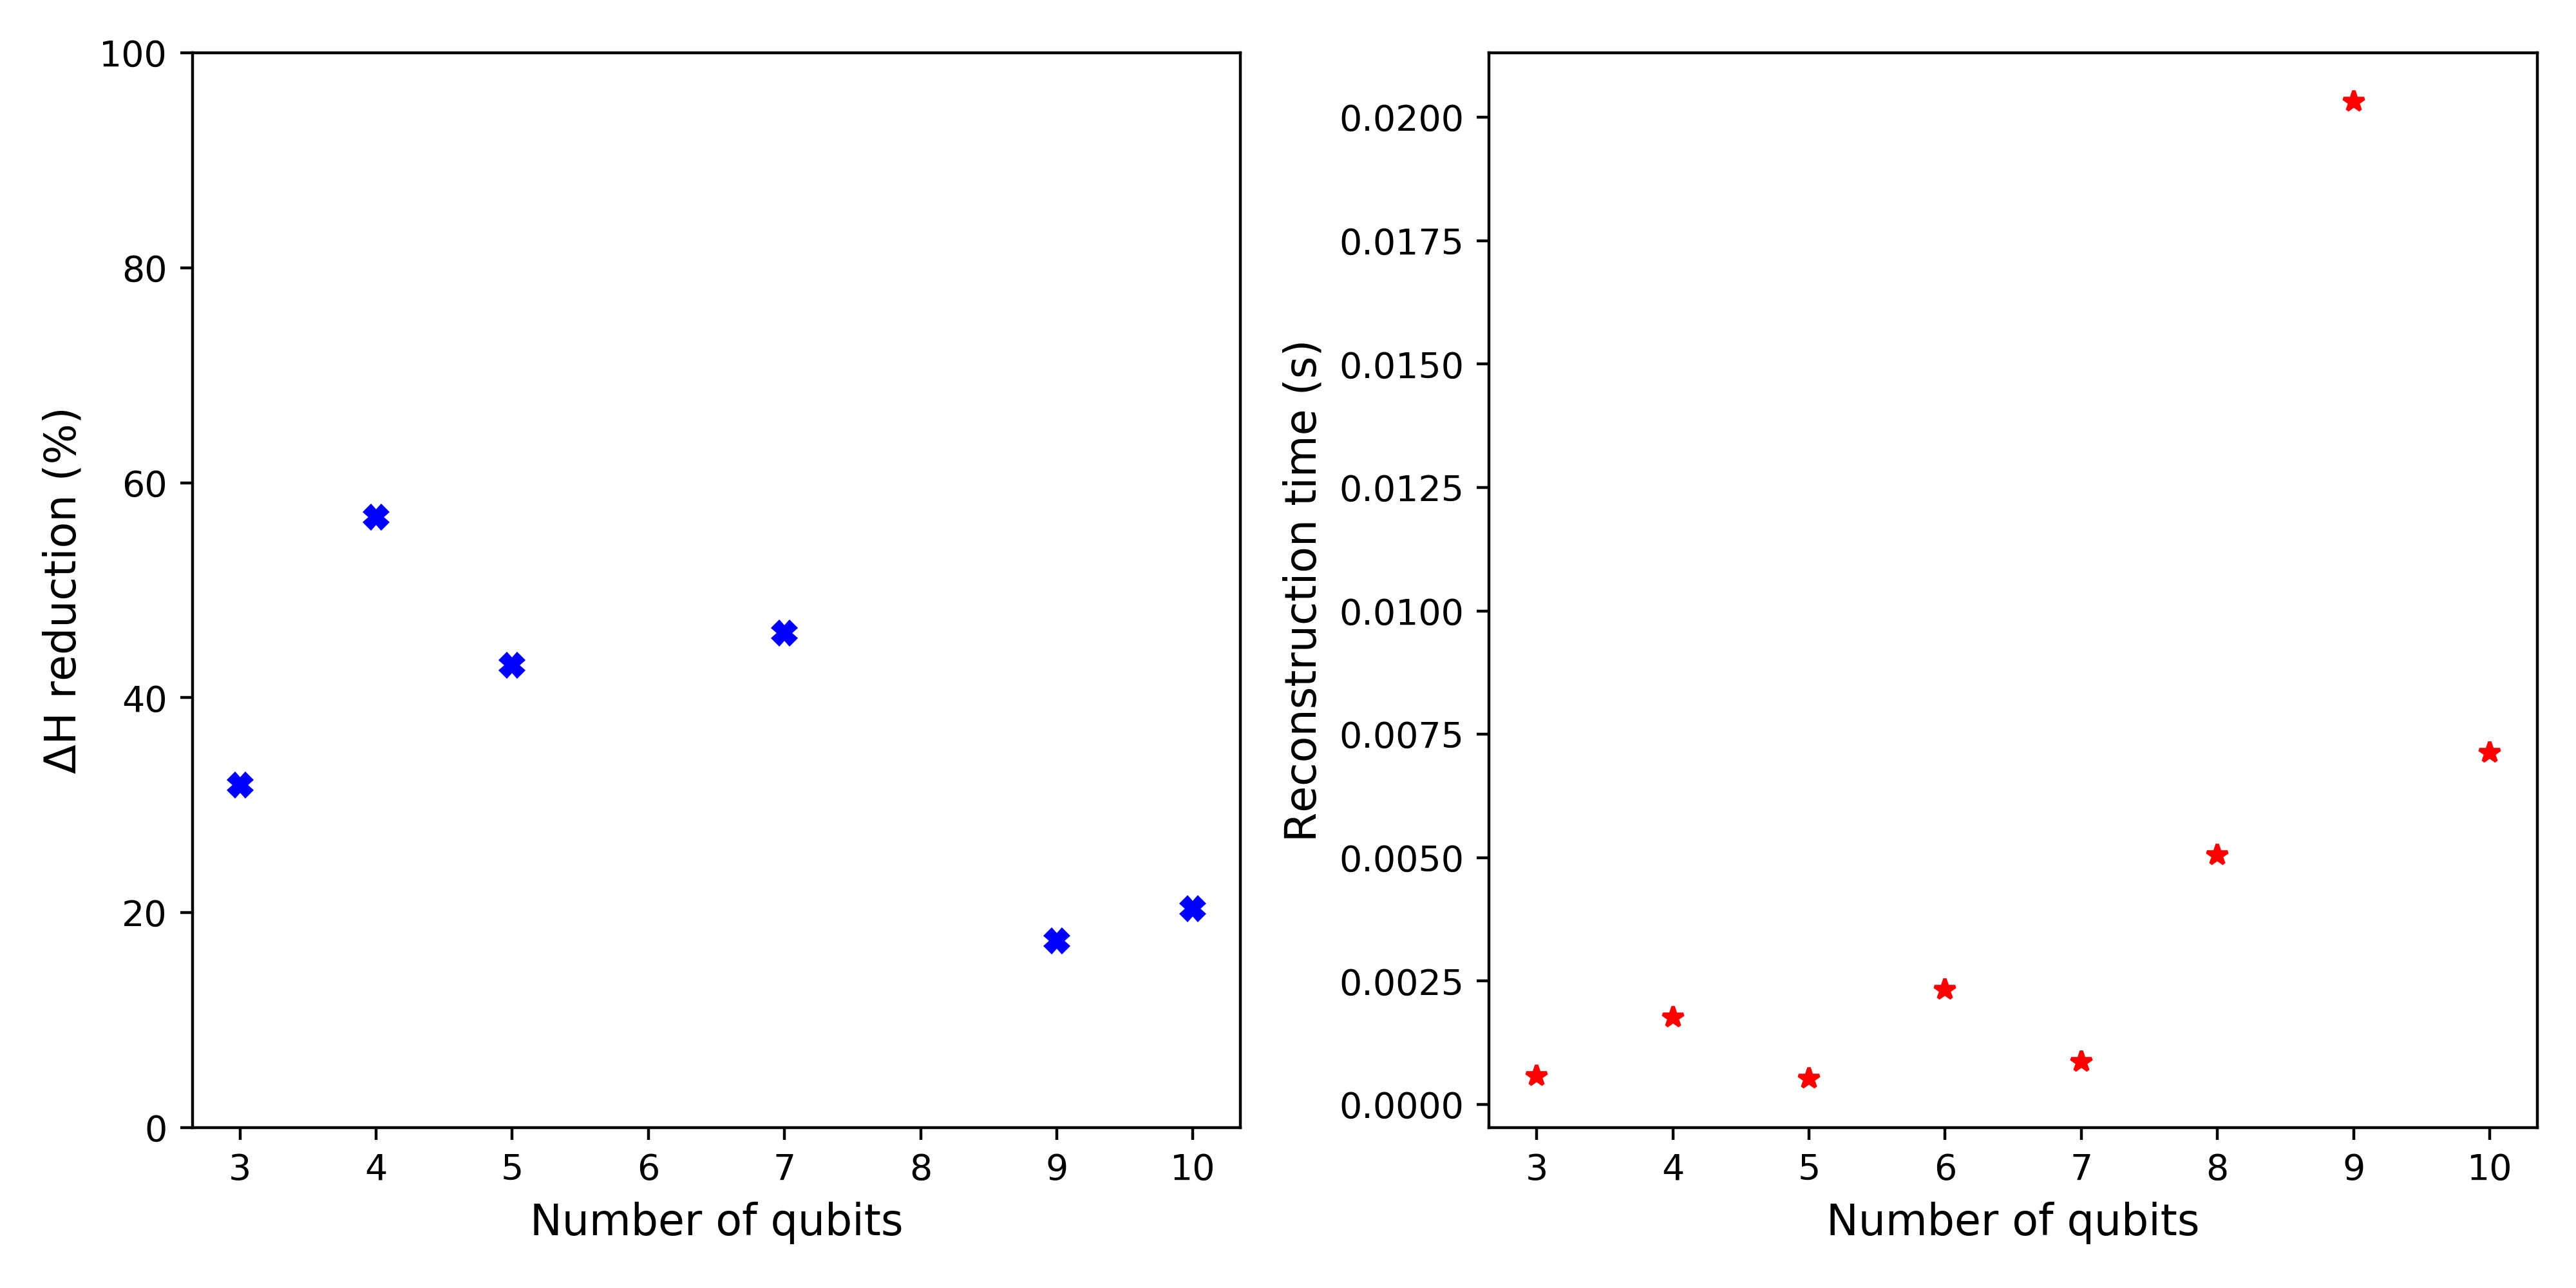 100
80
60
40
20
0
ΔH reduction (%)
3 4 5 6 7 8 9 10
Number of qubits
0.0200
0.0175
0.0150
0.0125
0.0100
0.0075
0.0050
0.0025
0.0000
Reconstruction time (s)
3 4 5 6 7 8 9 10
Number of qubits